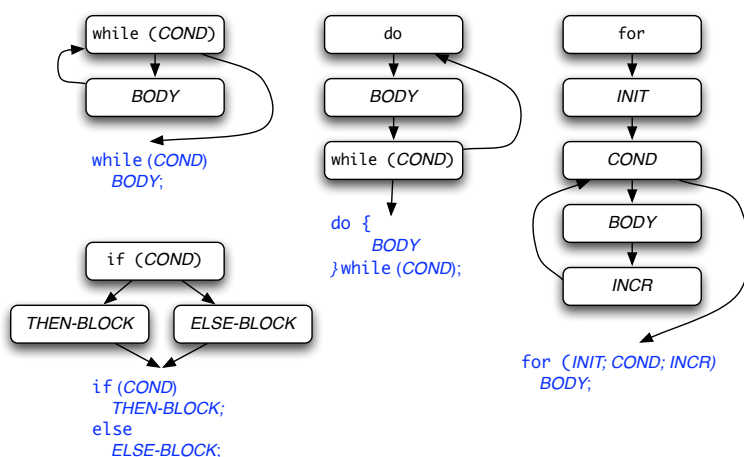 while (COND)
BODY
while (COND)
BODY;
do
BODY
while (COND)
do {
BODY
}while (COND);
for
INIT
COND
BODY
INCR
for (INIT; COND; INCR)
BODY;
if (COND)
THEN-BLOCK
ELSE-BLOCK
if (COND)
THEN-BLOCK;
else
ELSE-BLOCK;